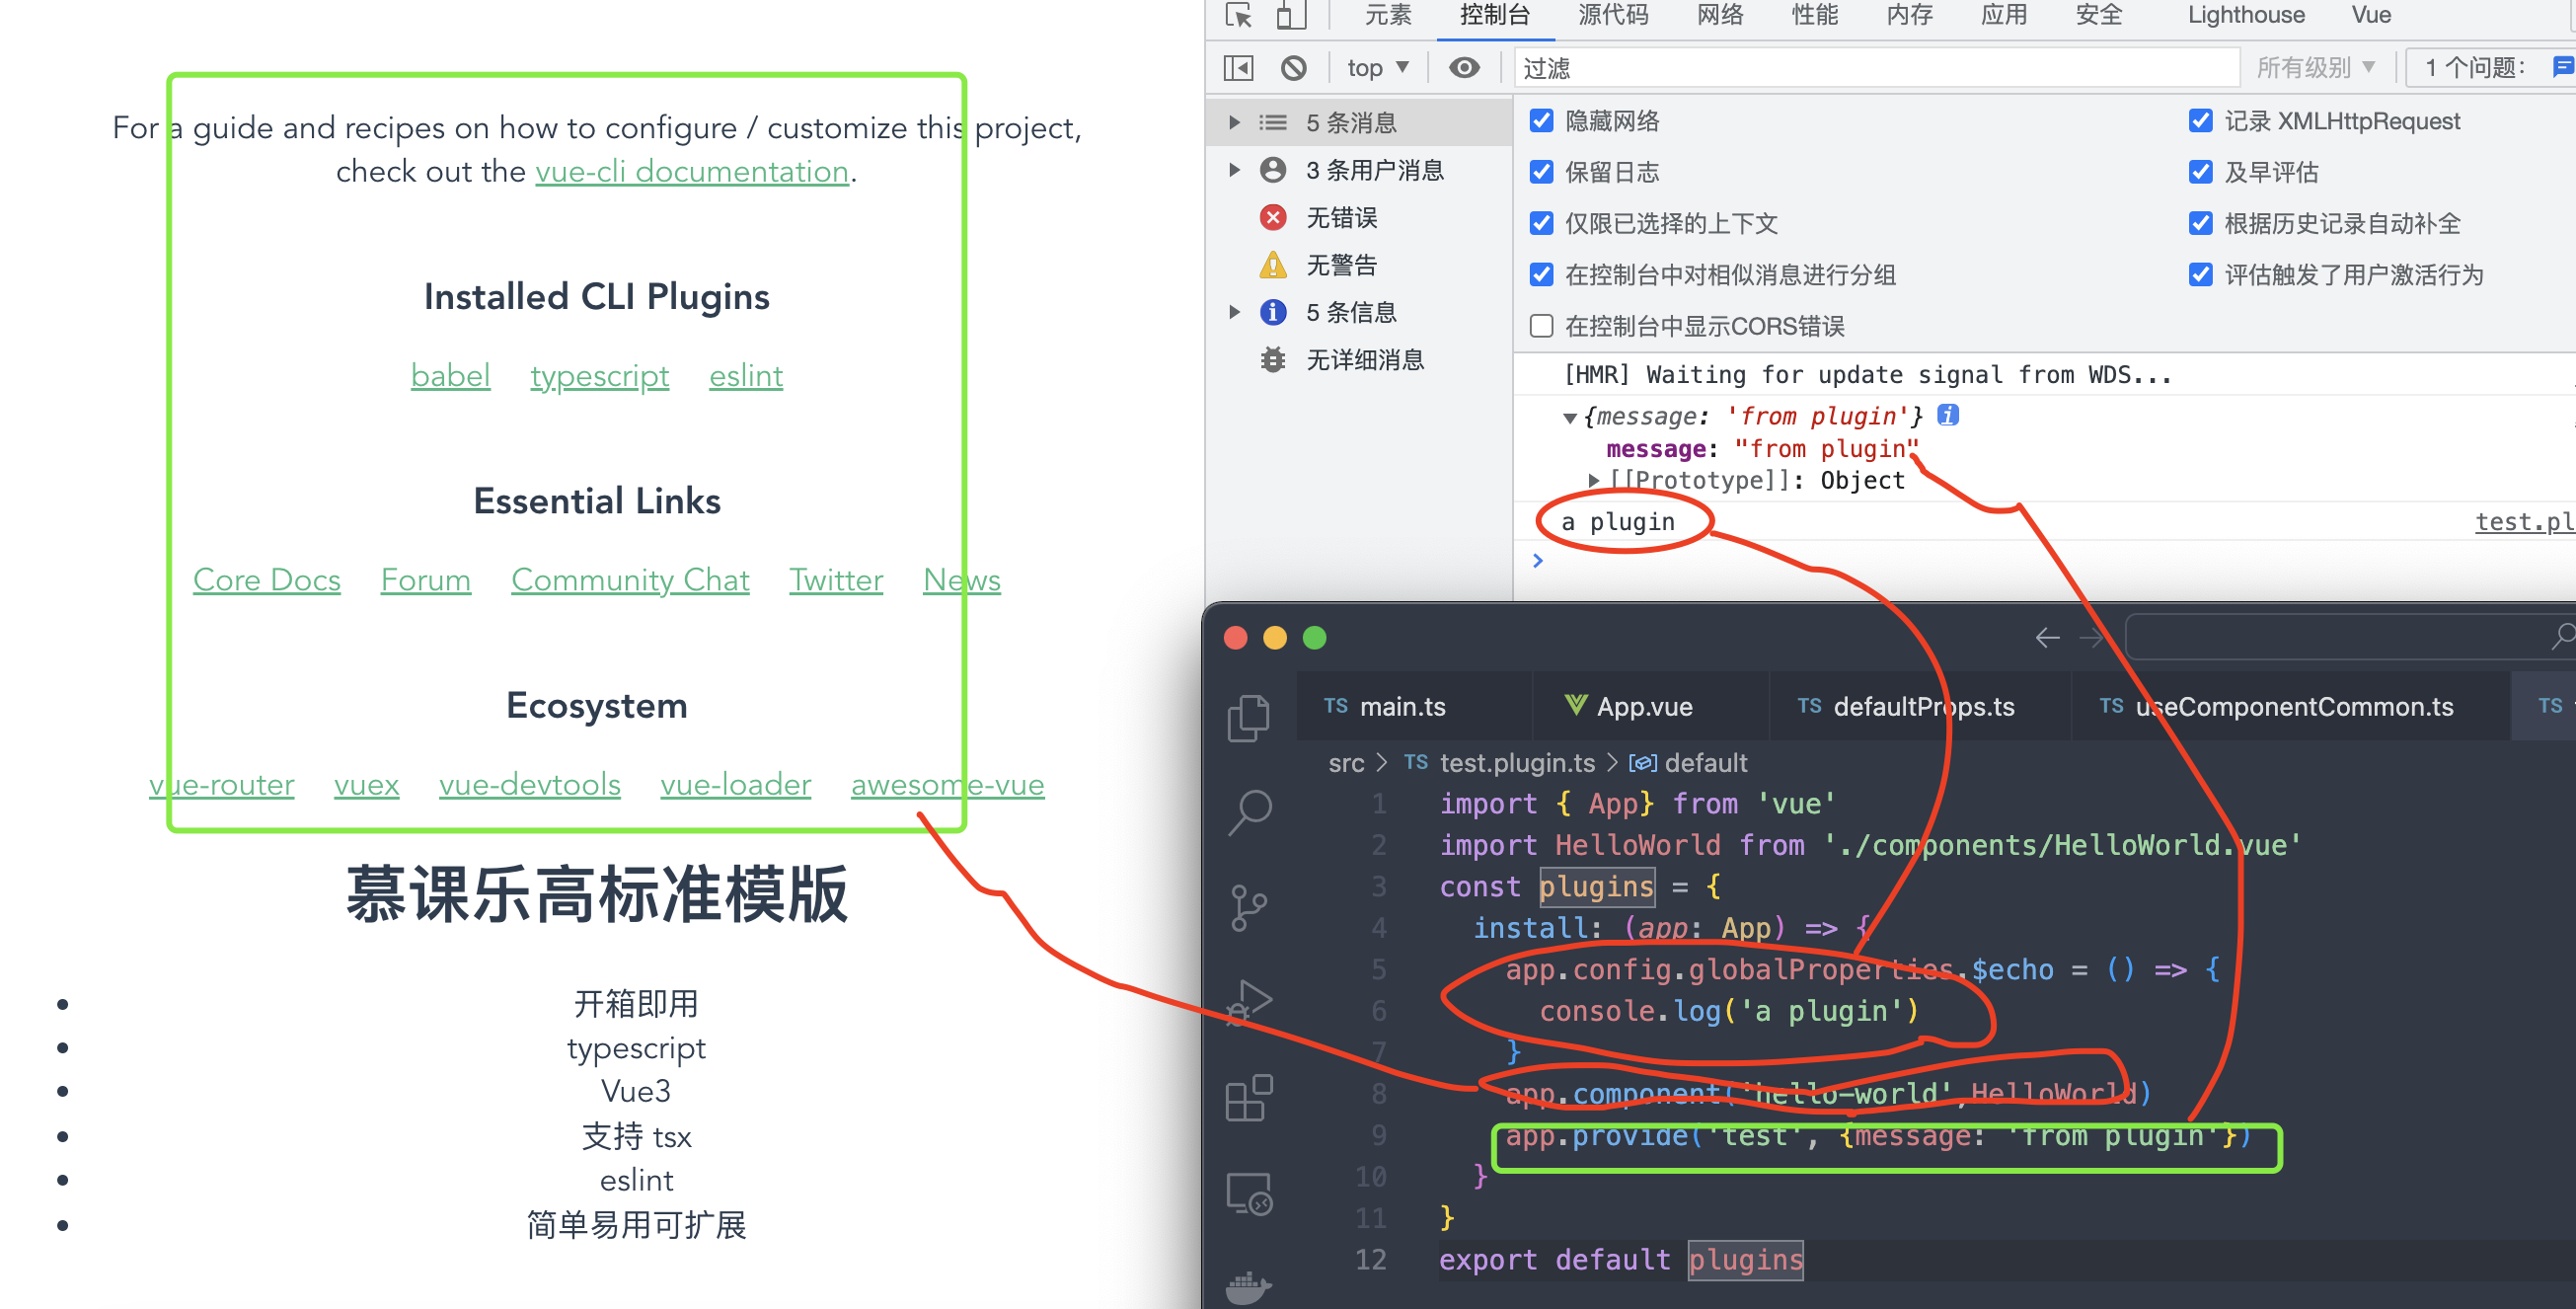 For a guide and recipes on how to configure / customize this project,
check out the vue-cli documentation.
Installed CLI Plugins
babel typescript eslint
Essential Links
Core Docs Forum Community Chat Twitter News
Ecosystem
vue-router vuex vue-devtools vue-loader awesome-vue
慕课乐高标准模版
开箱即用
typescript
Vue3
支持 tsx
eslint
简单易用可扩展
元素 控制台 源代码 网络 性能 内存 应用 安全 Lighthouse Vue
top 过滤 所有级别 1 个问题:
5 条消息
3 条用户消息
无错误
无警告
5 条信息
无详细消息
隐藏网络 记录 XMLHttpRequest
保留日志 及早评估
仅限已选择的上下文 根据历史记录自动补全
在控制台中对相似消息进行分组 评估触发了用户激活行为
在控制台中显示CORS错误
[HMR] Waiting for update signal from WDS...
{message: 'from plugin'} i
message: "from plugin"
[[Prototype]]: Object
a plugin test.pl
TS main.ts App.vue TS defaultProps.ts TS useComponentCommon.ts TS
src > TS test.plugin.ts > default
1 import { App} from 'vue'
2 import HelloWorld from './components/HelloWorld.vue'
3 const plugins = {
4 install: (app: App) => {
5 app.config.globalProperties.$echo = () => {
6 console.log('a plugin')
7 }
8 app.component('hello-world',HelloWorld)
9 app.provide('test', {message: 'from plugin'})
10 }
11 }
12 export default plugins